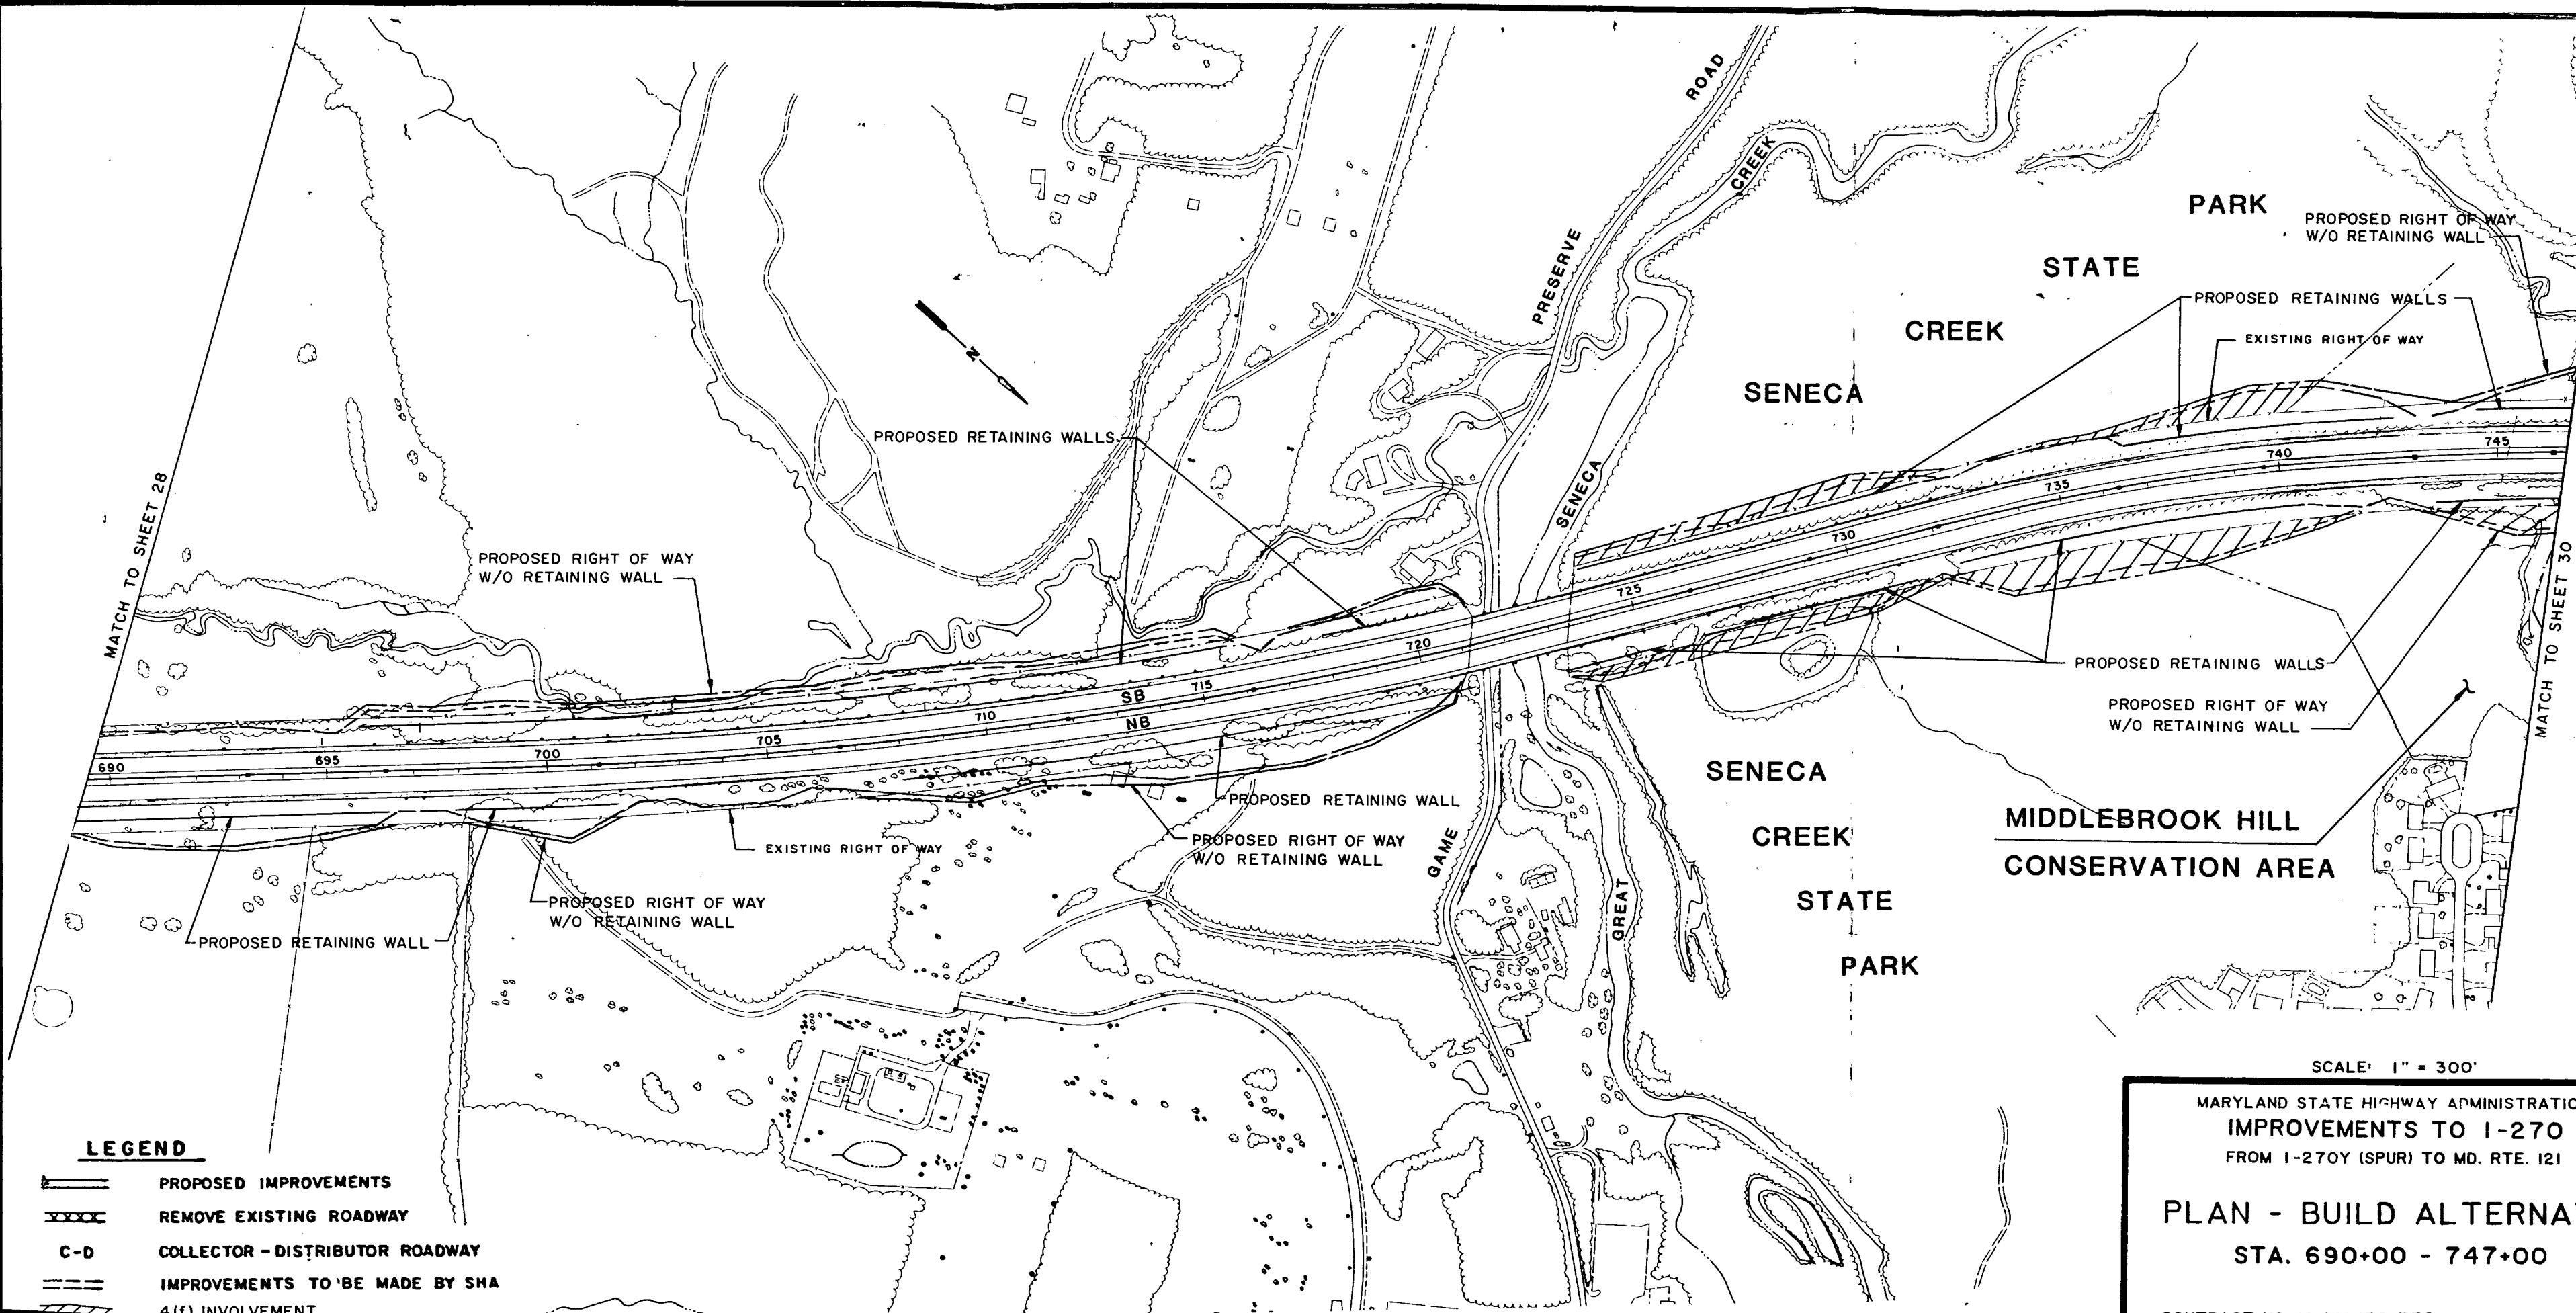 ROAD
CREEK
PRESERVE
SENECA
PARK
STATE
CREEK
SENECA
PROPOSED RIGHT OF WAY
W/O RETAINING WALL
PROPOSED RETAINING WALLS
EXISTING RIGHT OF WAY
N
PROPOSED RETAINING WALLS
MATCH TO SHEET 28
PROPOSED RIGHT OF WAY
W/O RETAINING WALL
690
695
700
705
710
715
720
725
730
735
740
745
SB
NB
MATCH TO SHEET 30
PROPOSED RETAINING WALLS
PROPOSED RIGHT OF WAY
W/O RETAINING WALL
PROPOSED RETAINING WALL
PROPOSED RIGHT OF WAY
W/O RETAINING WALL
EXISTING RIGHT OF WAY
PROPOSED RIGHT OF WAY
W/O RETAINING WALL
PROPOSED RETAINING WALL
GAME
GREAT
SENECA
CREEK
STATE
PARK
MIDDLEBROOK HILL
CONSERVATION AREA
LEGEND
PROPOSED IMPROVEMENTS
REMOVE EXISTING ROADWAY
C-D COLLECTOR - DISTRIBUTOR ROADWAY
IMPROVEMENTS TO BE MADE BY SHA
4(f) INVOLVEMENT
SCALE: 1" = 300'
MARYLAND STATE HIGHWAY ADMINISTRATIO
IMPROVEMENTS TO I-270
FROM I-270Y (SPUR) TO MD. RTE. 121
PLAN - BUILD ALTERNA
STA. 690+00 - 747+00